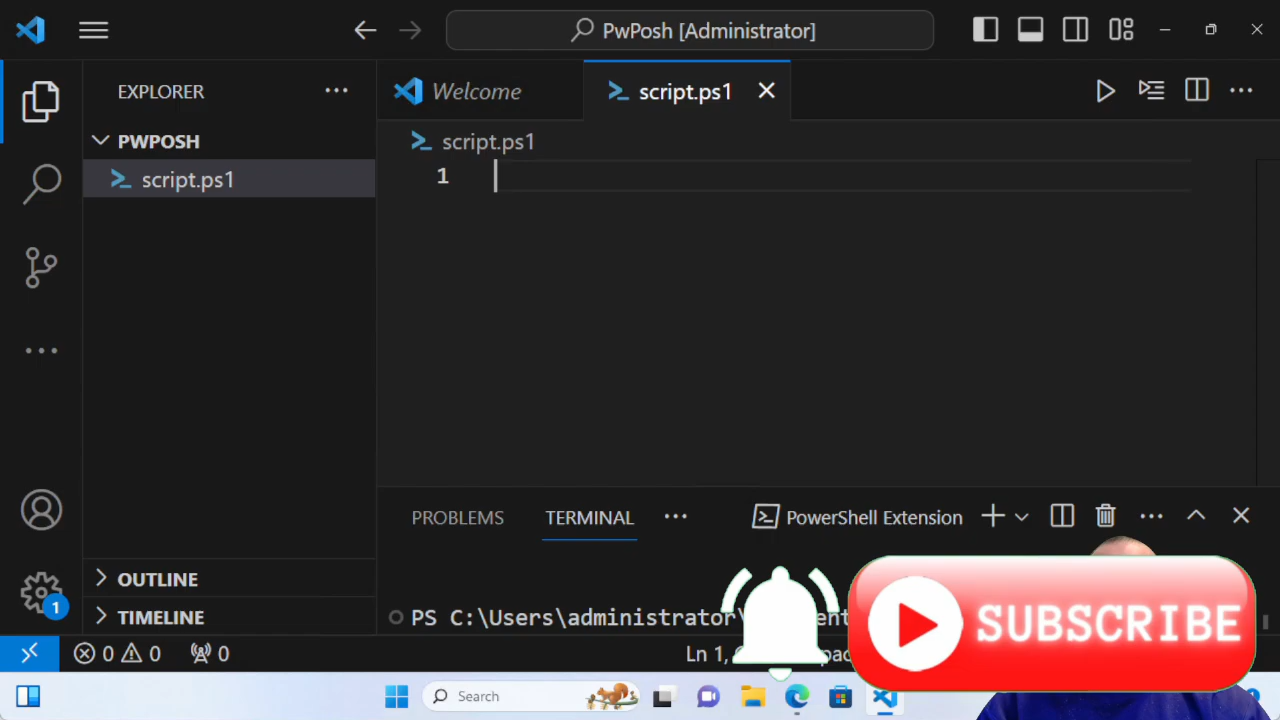 PwPosh [Administrator]
EXPLORER
Welcome
script.ps1
PWPOSH
script.ps1
script.ps1
1
PROBLEMS
TERMINAL
PowerShell Extension
OUTLINE
TIMELINE
1
PS C:\Users\administrator\
SUBSCRIBE
0
0
0
Ln 1,
Search